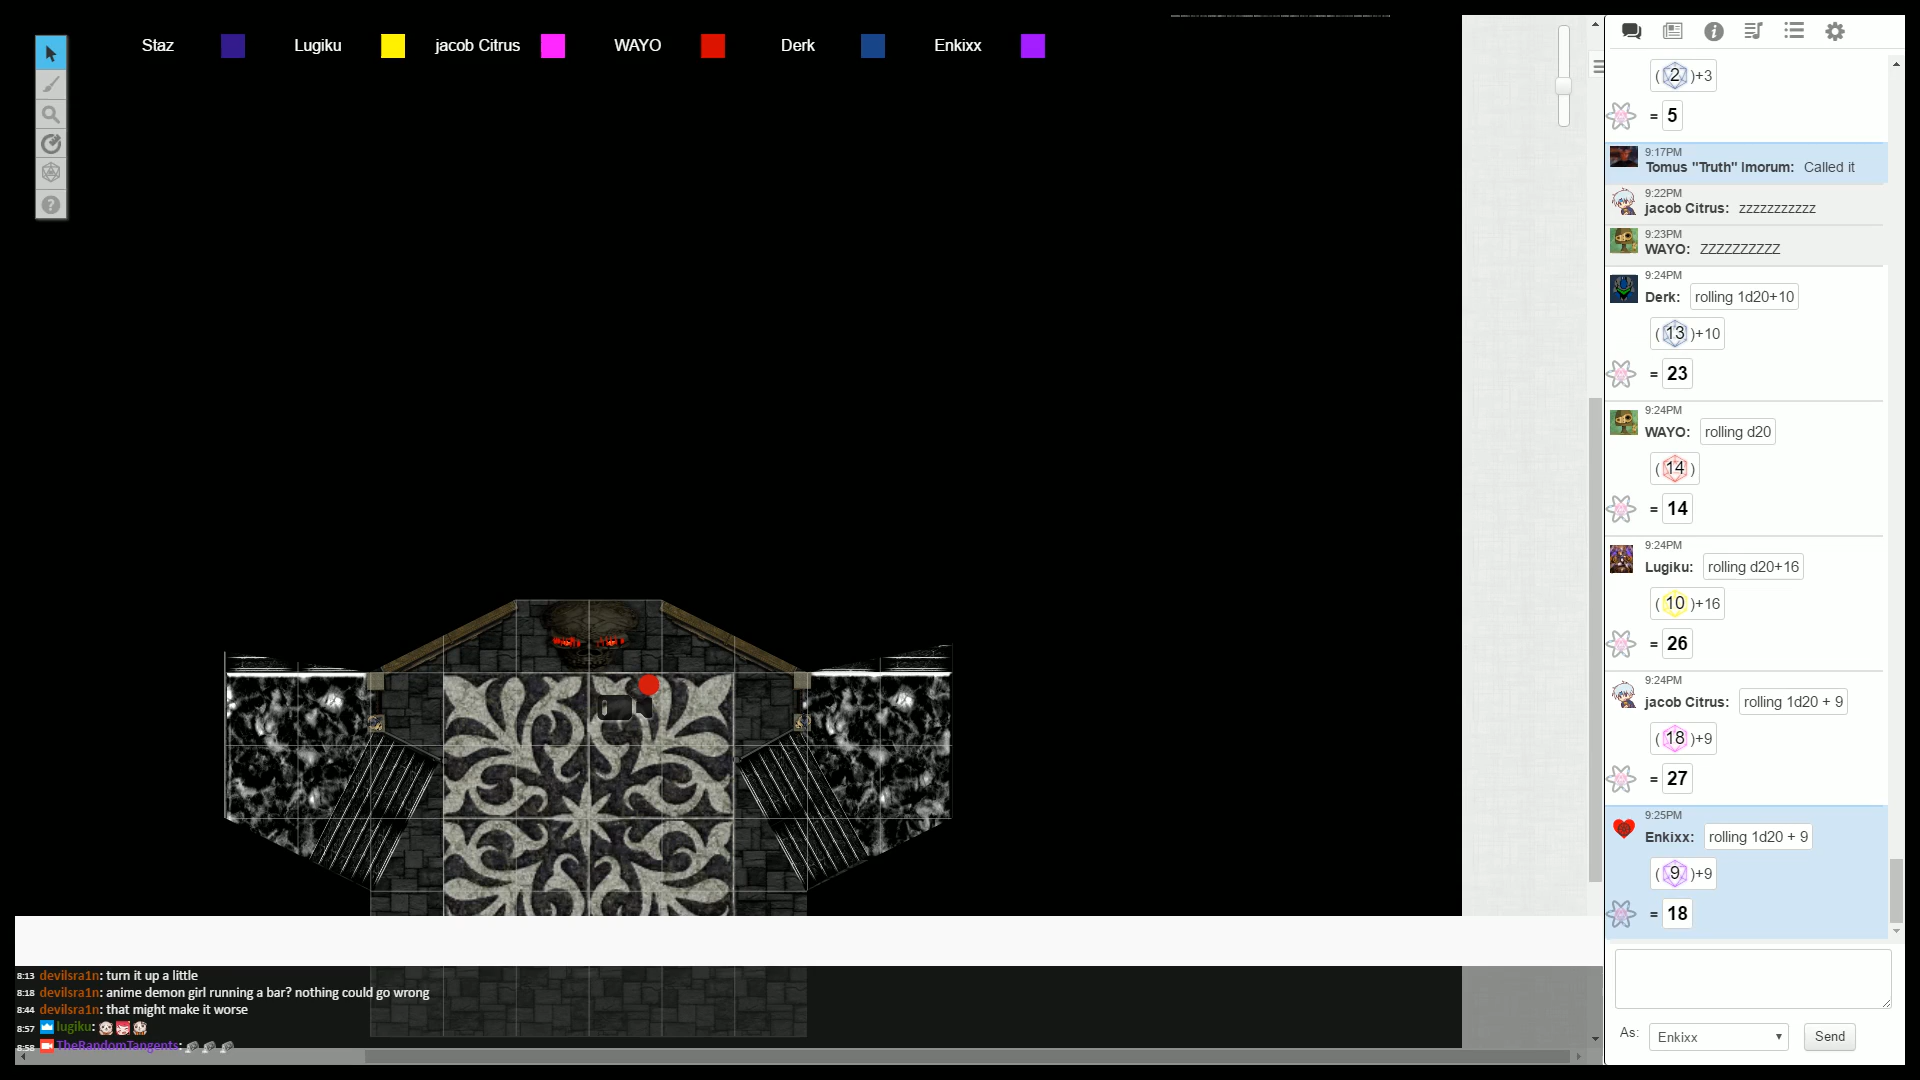 Staz
Lugiku
jacob Citrus
WAYO
Derk
Enkixx
(2)+3
= 5
9:17PM
Tomus "Truth" Imorum: Called it
9:22PM
jacob Citrus: zzzzzzzzzzz
9:23PM
WAYO: ZZZZZZZZZZ
9:24PM
Derk: rolling 1d20+10
(13)+10
= 23
9:24PM
WAYO: rolling d20
(14)
= 14
9:24PM
Lugiku: rolling d20+16
(10)+16
= 26
9:24PM
jacob Citrus: rolling 1d20 + 9
(18)+9
= 27
9:25PM
Enkixx: rolling 1d20 + 9
(9)+9
= 18
As: Enkixx Send
8:13 devilsra1n: turn it up a little
8:18 devilsra1n: anime demon girl running a bar? nothing could go wrong
8:44 devilsra1n: that might make it worse
8:57 lugiku:
8:58 TheRandomTangents: